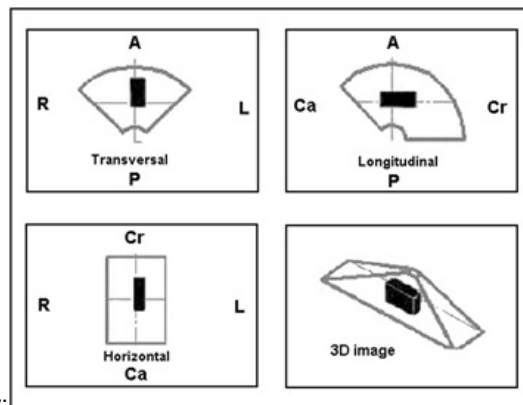 A
R
L
Transversal
P
A
Ca
Cr
Longitudinal
P
Cr
R
L
Horizontal
Ca
3D image